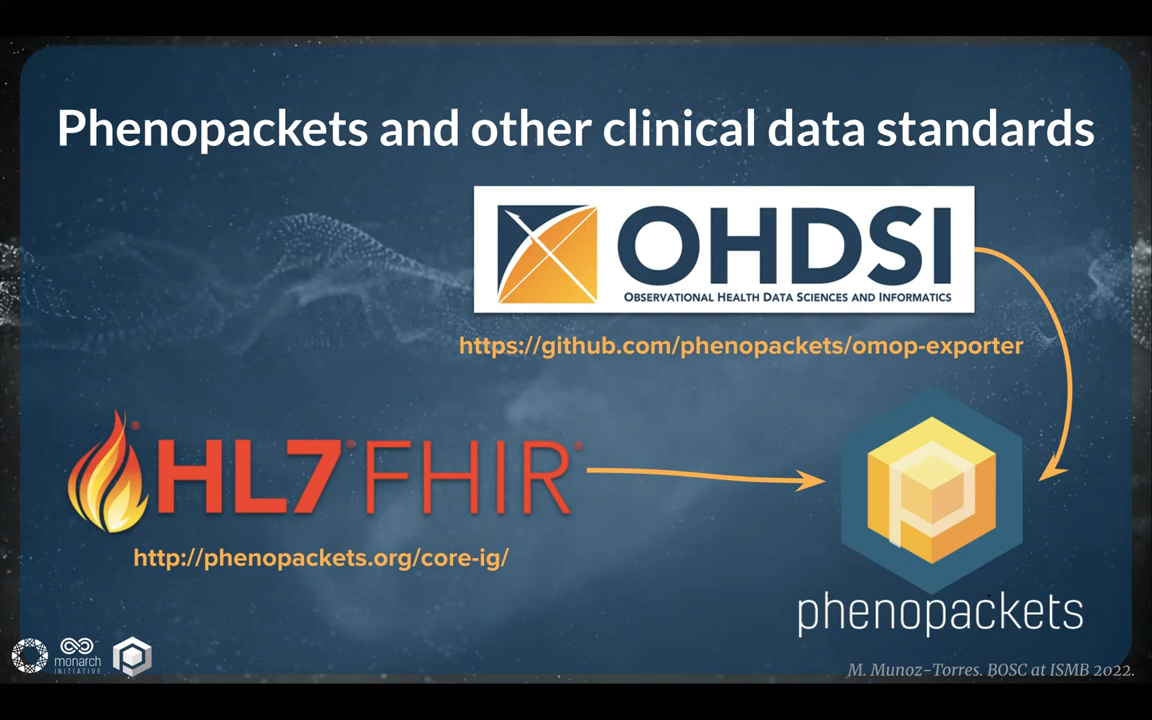 Phenopackets and other clinical data standards
OHDSI
OBSERVATIONAL HEALTH DATA SCIENCES AND INFORMATICS
https://github.com/phenopackets/omop-exporter
HL7® FHIR®
http://phenopackets.org/core-ig/
phenopackets
monarch
INITIATIVE
M. Munoz-Torres. BOSC at ISMB 2022.